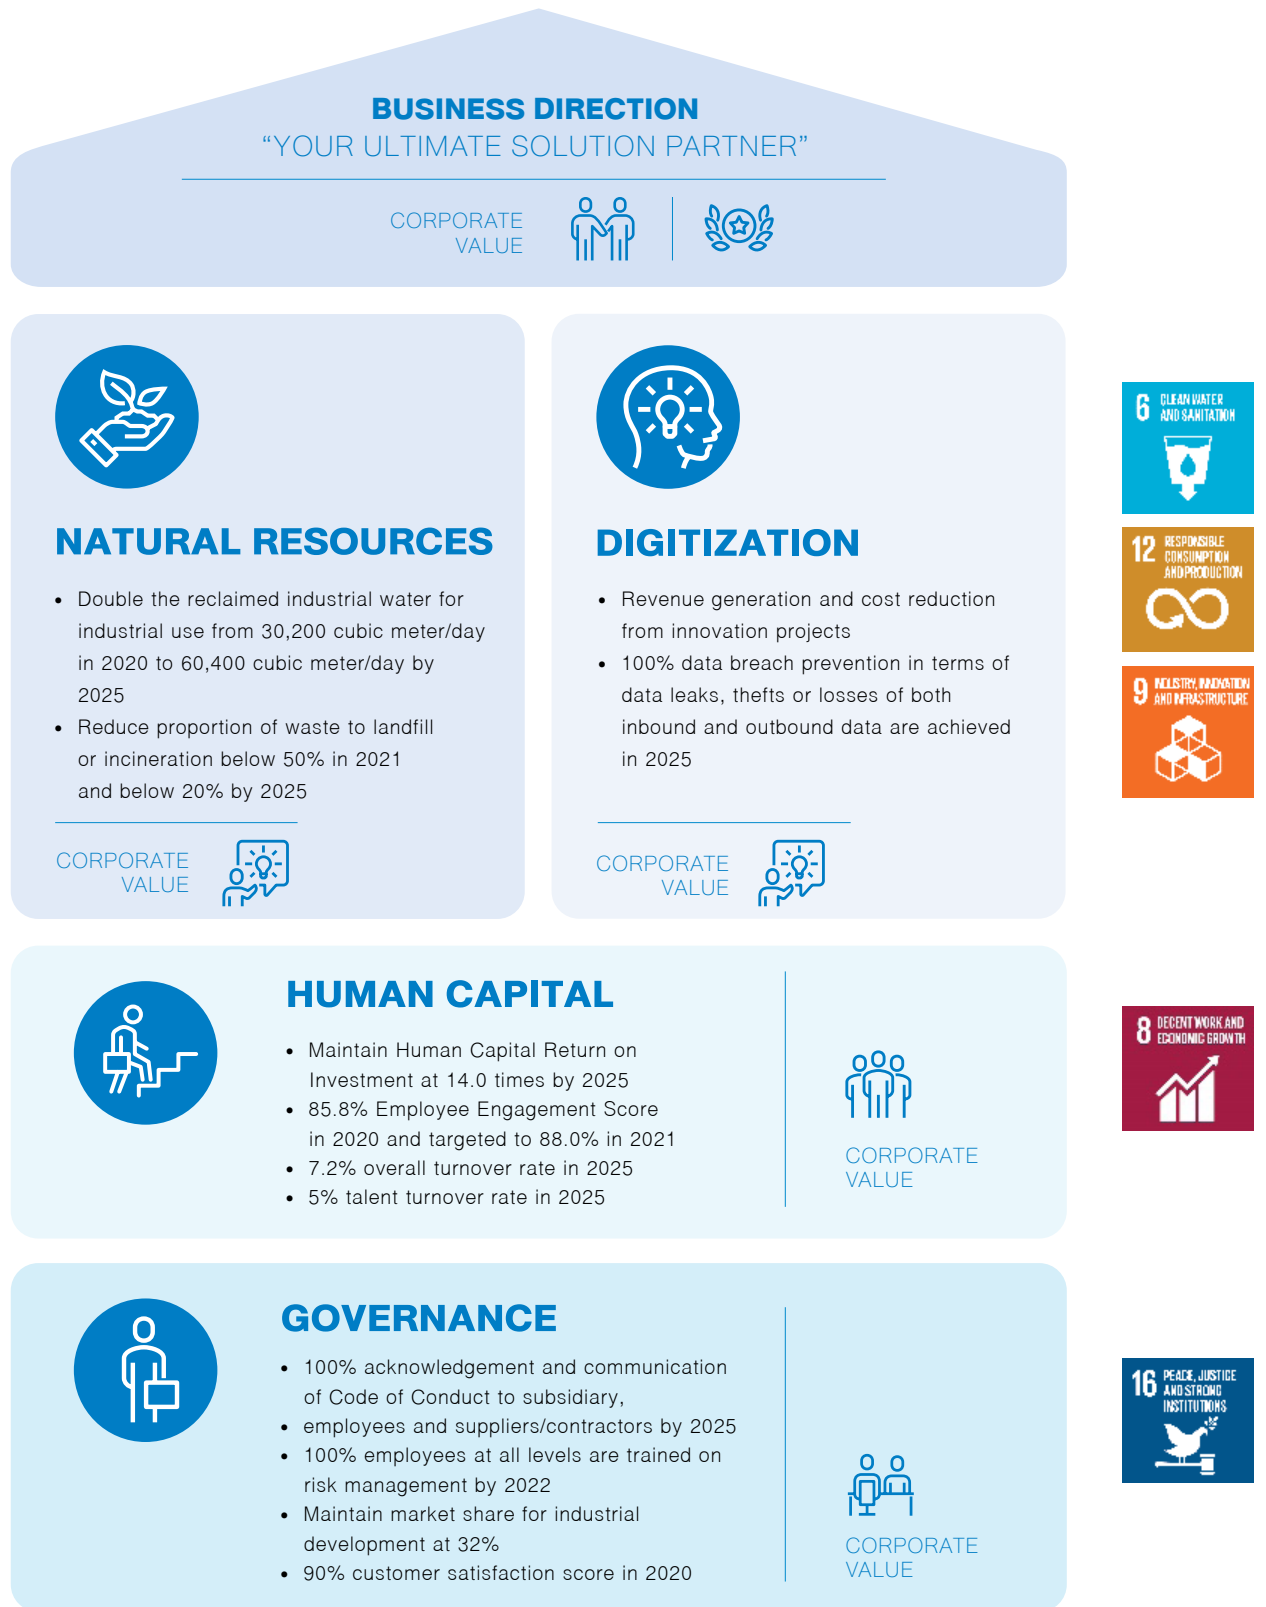 BUSINESS DIRECTION
“YOUR ULTIMATE SOLUTION PARTNER”
CORPORATE
VALUE
NATURAL RESOURCES
• Double the reclaimed industrial water for
industrial use from 30,200 cubic meter/day
in 2020 to 60,400 cubic meter/day by
2025
• Reduce proportion of waste to landfill
or incineration below 50% in 2021
and below 20% by 2025
CORPORATE
VALUE
DIGITIZATION
• Revenue generation and cost reduction
from innovation projects
• 100% data breach prevention in terms of
data leaks, thefts or losses of both
inbound and outbound data are achieved
in 2025
CORPORATE
VALUE
6 CLEAN WATER
AND SANITATION
12 RESPONSIBLE
CONSUMPTION
AND PRODUCTION
9 INDUSTRY, INNOVATION
AND INFRASTRUCTURE
HUMAN CAPITAL
• Maintain Human Capital Return on
Investment at 14.0 times by 2025
• 85.8% Employee Engagement Score
in 2020 and targeted to 88.0% in 2021
• 7.2% overall turnover rate in 2025
• 5% talent turnover rate in 2025
CORPORATE
VALUE
8 DECENT WORK AND
ECONOMIC GROWTH
GOVERNANCE
• 100% acknowledgement and communication
of Code of Conduct to subsidiary,
• employees and suppliers/contractors by 2025
• 100% employees at all levels are trained on
risk management by 2022
• Maintain market share for industrial
development at 32%
• 90% customer satisfaction score in 2020
CORPORATE
VALUE
16 PEACE, JUSTICE
AND STRONG
INSTITUTIONS